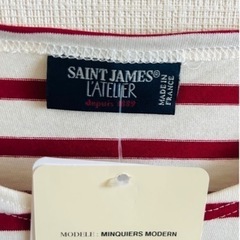 SAINT JAMES®
L'ATELIER
depuis 1889
MADE IN
FRANCE
MODELE : MINQUIERS MODERN